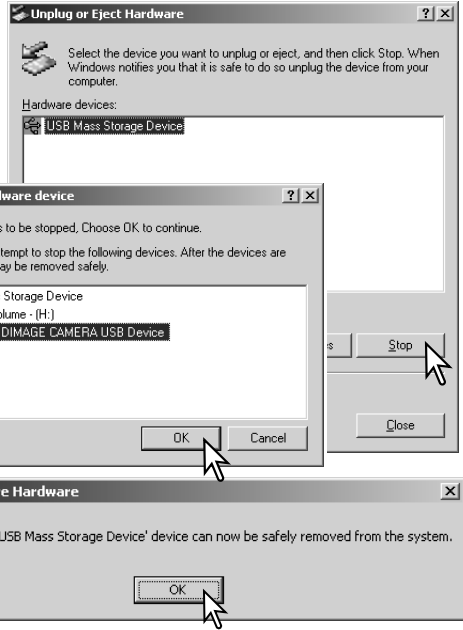 Unplug or Eject Hardware
Select the device you want to unplug or eject, and then click Stop. When
Windows notifies you that it is safe to do so unplug the device from your
computer.
Hardware devices:
USB Mass Storage Device
Stop
Close
dware device
s to be stopped, Choose OK to continue.
tempt to stop the following devices. After the devices are
ay be removed safely.
Storage Device
olume - (H:)
DIMAGE CAMERA USB Device
OK
Cancel
e Hardware
USB Mass Storage Device' device can now be safely removed from the system.
OK